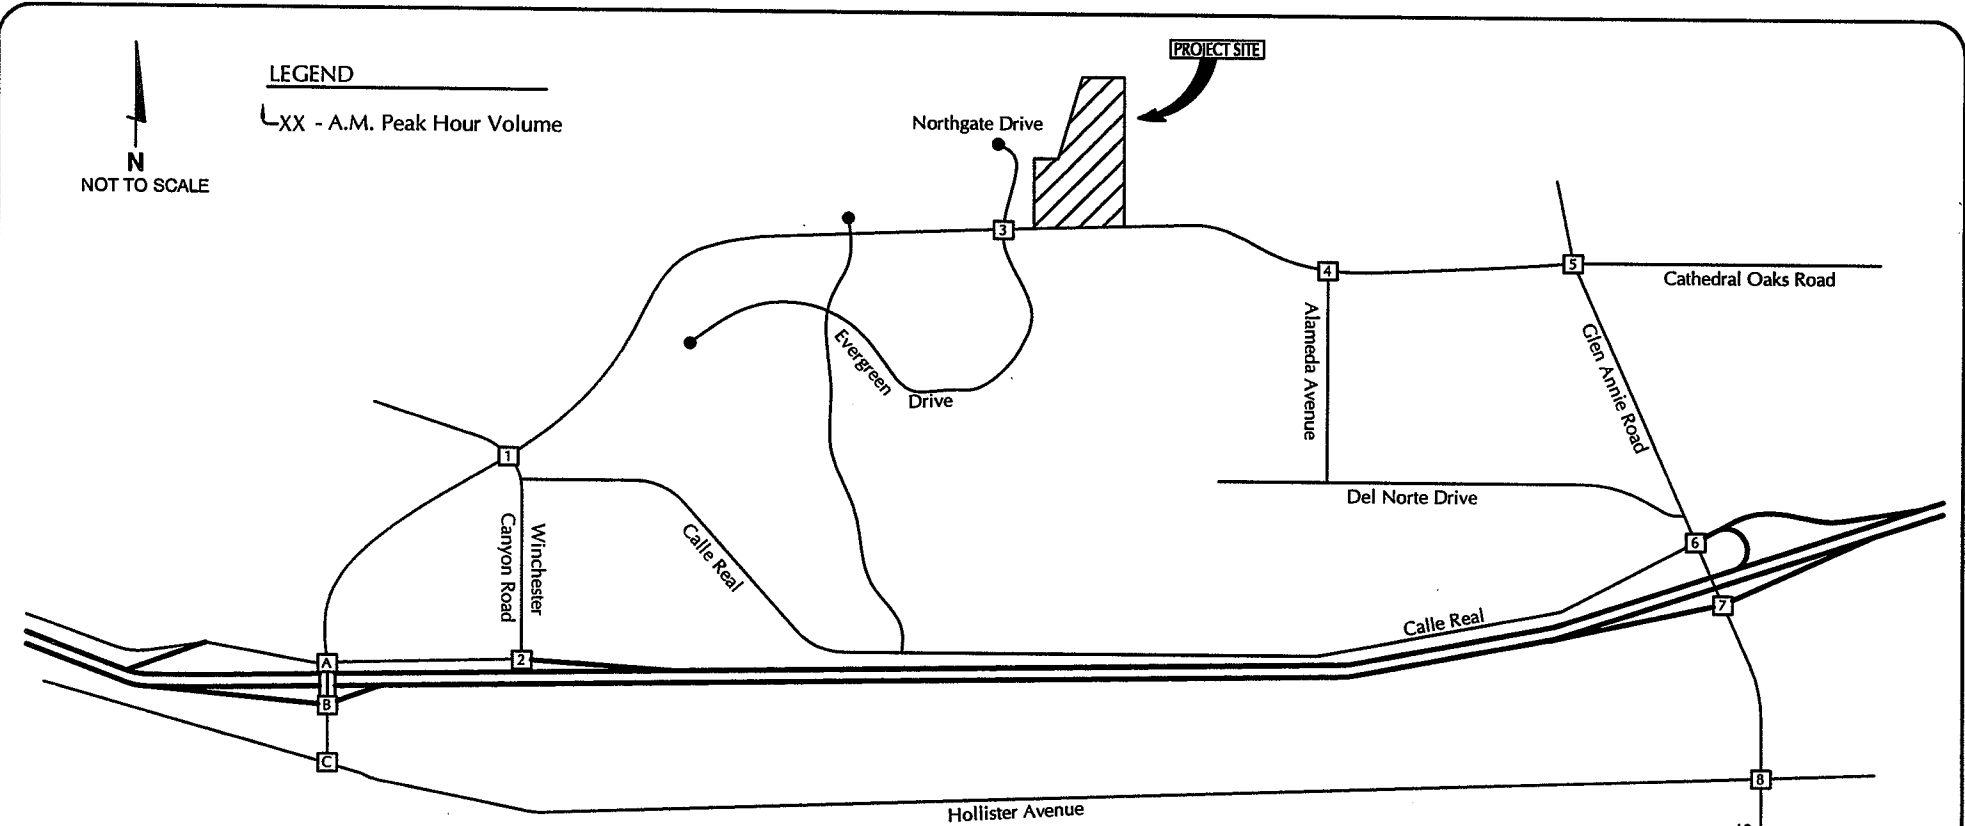 PROJECT SITE
LEGEND
XX - A.M. Peak Hour Volume
N
NOT TO SCALE
Northgate Drive
3
4
5
Cathedral Oaks Road
Alameda Avenue
Glen Annie Road
Evergreen
Drive
1
Del Norte Drive
Winchester
Canyon Road
Calle Real
6
7
Calle Real
A
2
B
C
8
Hollister Avenue